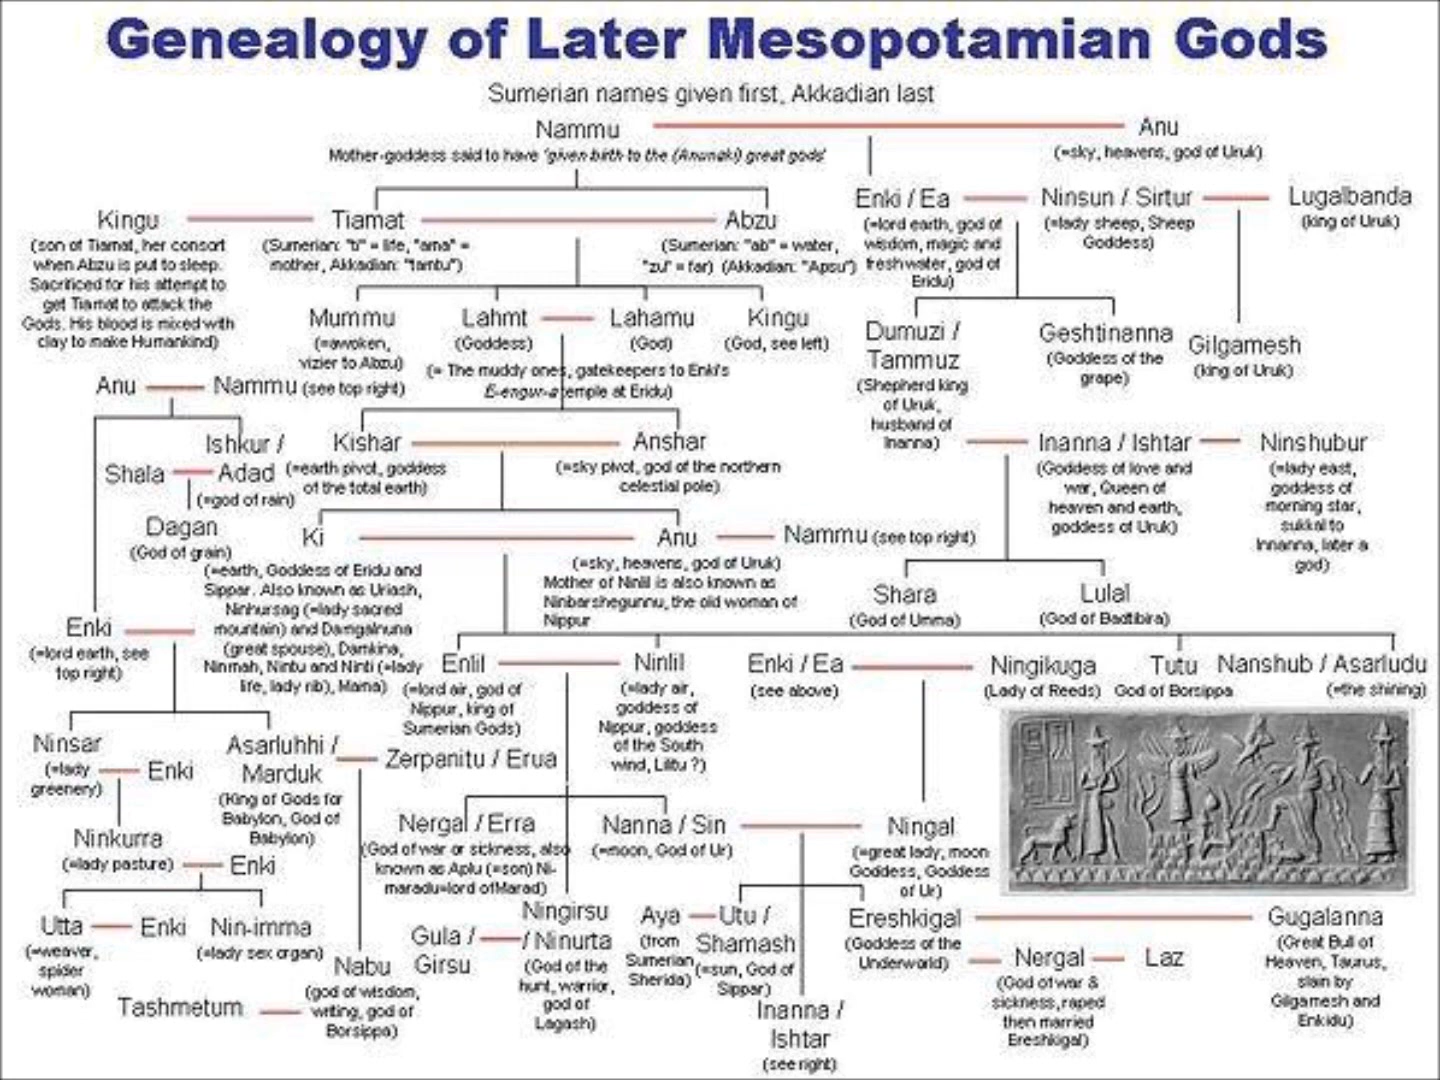 Genealogy of Later Mesopotamian Gods
Sumerian names given first, Akkadian last
Nammu
Mother-goddess said to have 'given birth to the (Anunaki) great gods'
Anu
(=sky, heavens, god of Uruk)
Kingu
(son of Tiamat, her consort
when Abzu is put to sleep.
Sacrificed for his attempt to
get Tiamat to attack the
Gods. His blood is mixed with
clay to make Humankind)
Tiamat
(Sumerian: "ti" = life, "ama" =
mother, Akkadian: "tamtu")
Abzu
(Sumerian: "ab" = water,
"zu" = far) (Akkadian: "Apsu")
Enki / Ea
(=lord earth, god of
wisdom, magic and
freshwater, god of
Eridu)
Ninsun / Sirtur
(=lady sheep, Sheep
Goddess)
Lugalbanda
(king of Uruk)
Mummu
(=awoken,
vizier to Abzu)
Lahmt
(Goddess)
Lahamu
(God)
Kingu
(God, see left)
(= The muddy ones, gatekeepers to Enki's
E-engur-a temple at Eridu)
Dumuzi /
Tammuz
(Shepherd king
of Uruk,
husband of
Inanna)
Geshtinanna
(Goddess of the
grape)
Gilgamesh
(king of Uruk)
Anu
Nammu (see top right)
Ishkur /
Shala
Adad
(=god of rain)
Dagan
(God of grain)
Kishar
(=earth pivot, goddess
of the total earth)
Anshar
(=sky pivot, god of the northern
celestial pole)
Inanna / Ishtar
(Goddess of love and
war, Queen of
heaven and earth,
goddess of Uruk)
Ninshubur
(=lady east,
goddess of
morning star,
sukkal to
Innanna, later a
god)
Ki
(=earth, Goddess of Eridu and
Sippar. Also known as Uriash,
Ninhursag (=lady sacred
mountain) and Damgalnuna
(great spouse), Damkina,
Ninmah, Nintu and Ninti (=lady
life, lady rib), Mama)
Anu
(=sky, heavens, god of Uruk)
Mother of Ninlil is also known as
Ninbarshegunnu, the old woman of
Nippur
Nammu (see top right)
Shara
(God of Umma)
Lulal
(God of Badtibira)
Enki
(=lord earth, see
top right)
Enlil
(=lord air, god of
Nippur, king of
Sumerian Gods)
Ninlil
(=lady air,
goddess of
Nippur, goddess
of the South
wind, Lilitu ?)
Enki / Ea
(see above)
Ningikuga
(Lady of Reeds)
Tutu
God of Borsippa
Nanshub / Asarludu
(=the shining)
Ninsar
(=lady
greenery)
Enki
Asarluhhi /
Marduk
(King of Gods for
Babylon, God of
Babylon)
Zerpanitu / Erua
Ninkurra
(=lady pasture)
Enki
Nergal / Erra
(God of war or sickness, also
known as Aplu (=son) Ni-
maradu=lord of Marad)
Nanna / Sin
(=moon, God of Ur)
Ningal
(=great lady, moon
Goddess, Goddess
of Ur)
Utta
(=weaver,
spider
woman)
Enki
Nin-imma
(=lady sex organ)
Nabu
(god of wisdom,
writing, god of
Borsippa)
Tashmetum
Gula /
Girsu
Ningirsu
/ Ninurta
(God of the
hunt, warrior,
god of
Lagash)
Aya
(from
Sumerian
Sherida)
Utu /
Shamash
(=sun, God of
Sippar)
Inanna /
Ishtar
(see right)
Ereshkigal
(Goddess of the
Underworld)
Nergal
(God of war &
sickness, raped
then married
Ereshkigal)
Laz
Gugalanna
(Great Bull of
Heaven, Taurus,
slain by
Gilgamesh and
Enkidu)